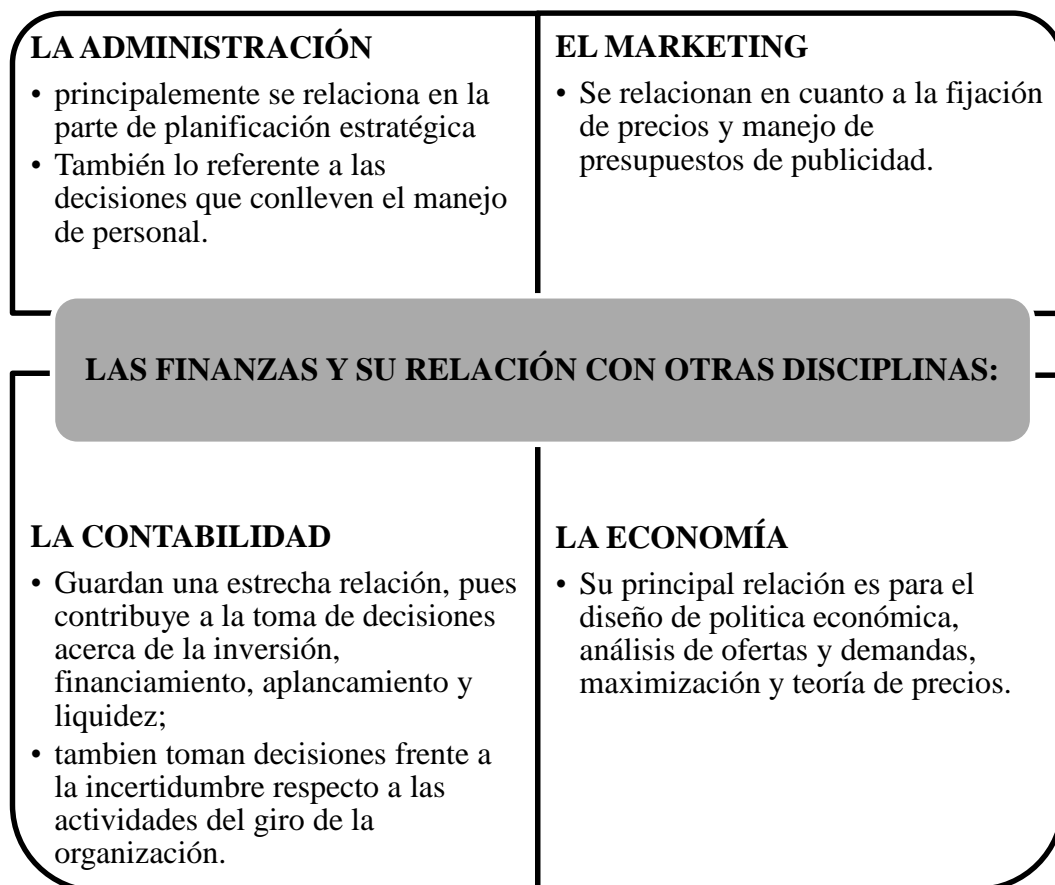 LA ADMINISTRACIÓN
• principalemente se relaciona en la
parte de planificación estratégica
• También lo referente a las
decisiones que conlleven el manejo
de personal.
EL MARKETING
• Se relacionan en cuanto a la fijación
de precios y manejo de
presupuestos de publicidad.
LAS FINANZAS Y SU RELACIÓN CON OTRAS DISCIPLINAS:
LA CONTABILIDAD
• Guardan una estrecha relación, pues
contribuye a la toma de decisiones
acerca de la inversión,
financiamiento, aplancamiento y
liquidez;
• tambien toman decisiones frente a
la incertidumbre respecto a las
actividades del giro de la
organización.
LA ECONOMÍA
• Su principal relación es para el
diseño de politica económica,
análisis de ofertas y demandas,
maximización y teoría de precios.